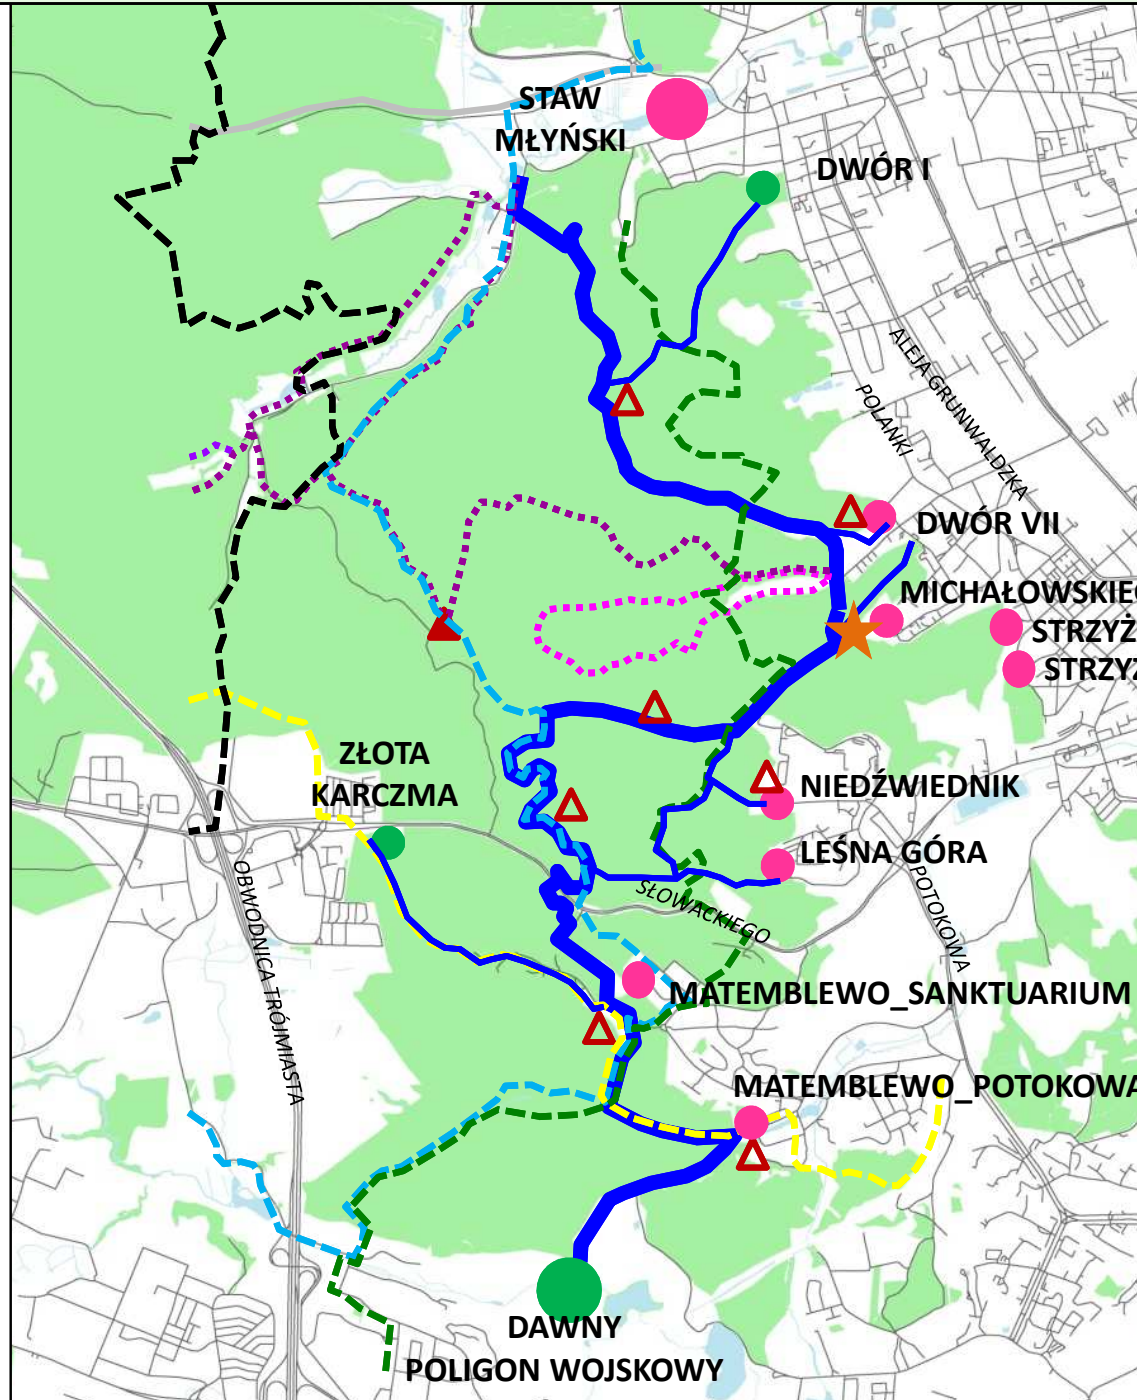 STAW
MŁYŃSKI
DWÓR I
ALEJA GRUNWALDZKA
POLANKI
DWÓR VII
MICHAŁOWSKIEG
STRZYŻ
STRZYŻ
ZŁOTA
KARCZMA
NIEDŹWIEDNIK
LEŚNA GÓRA
SŁOWACKIEGO
POTOKOWA
OBWODNICA TRÓJMIASTA
MATEMBLEWO_SANKTUARIUM
MATEMBLEWO_POTOKOWA
DAWNY
POLIGON WOJSKOWY